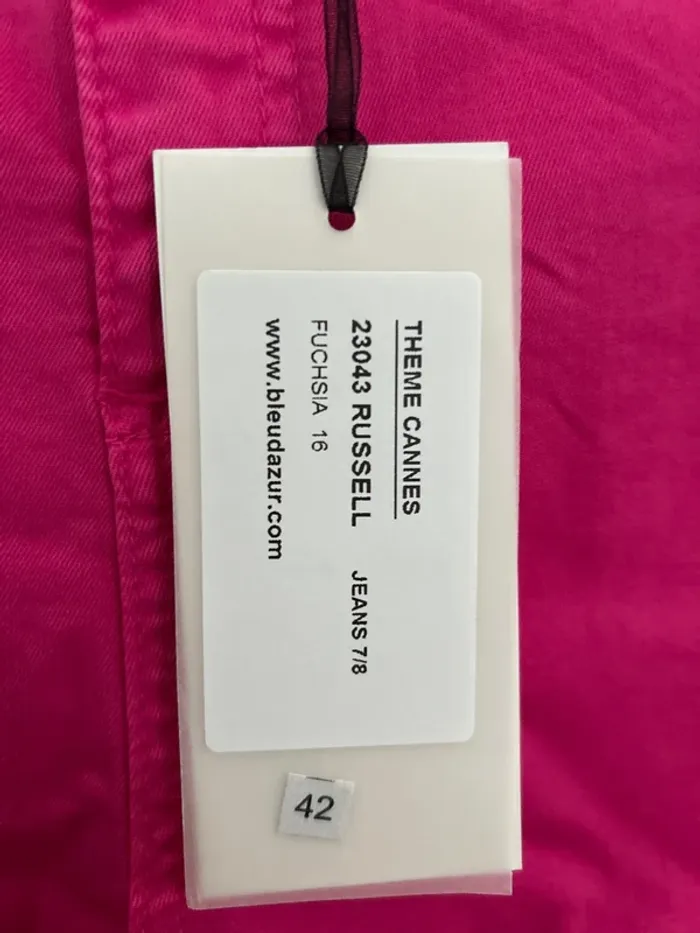 THEME CANNES
23043 RUSSELL JEANS 7/8
FUCHSIA 16
www.bleudazur.com
42